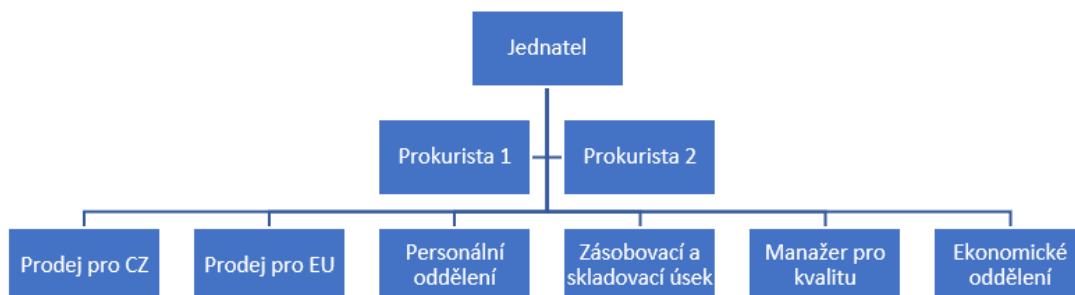 Jednatel
Prokurista 1
Prokurista 2
Prodej pro CZ
Prodej pro EU
Personální
oddělení
Zásobovací a
skladovací úsek
Manažer pro
kvalitu
Ekonomické
oddělení